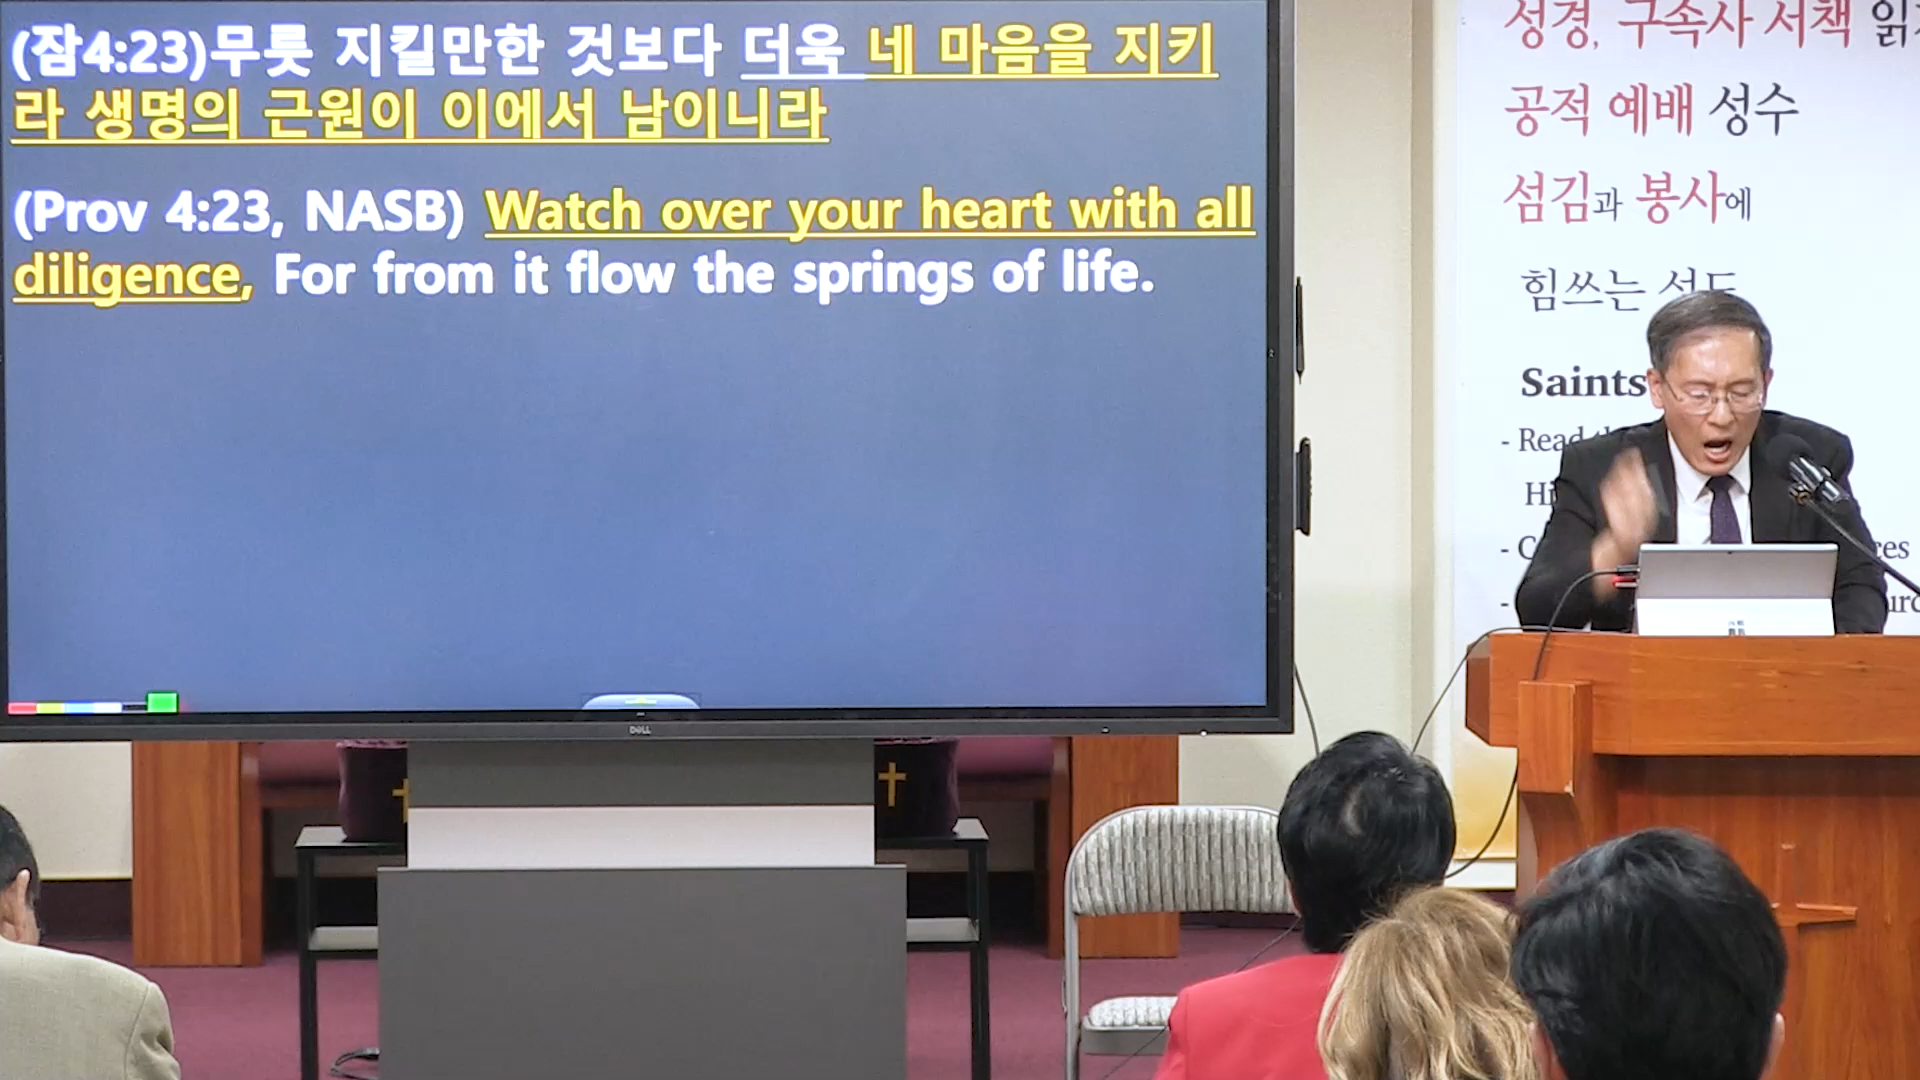 (잠4:23)무릇 지킬만한 것보다 더욱 네 마음을 지키
라 생명의 근원이 이에서 남이니라
(Prov 4:23, NASB) Watch over your heart with all
diligence, For from it flow the springs of life.
DELL
성경, 구속사 서책
공적 예배 성수
섬김과 봉사에
힘쓰는 성도
Saints
- Read